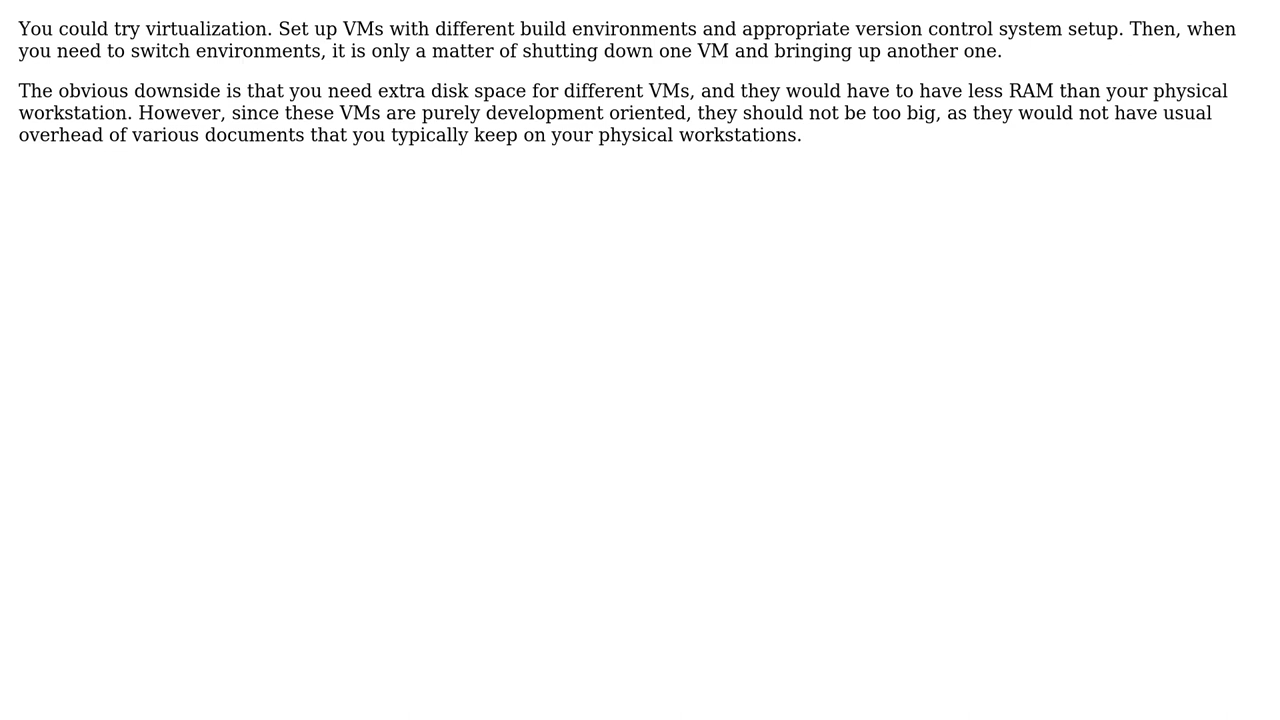 You could try virtualization. Set up VMs with different build environments and appropriate version control system setup. Then, when
you need to switch environments, it is only a matter of shutting down one VM and bringing up another one.
The obvious downside is that you need extra disk space for different VMs, and they would have to have less RAM than your physical
workstation. However, since these VMs are purely development oriented, they should not be too big, as they would not have usual
overhead of various documents that you typically keep on your physical workstations.